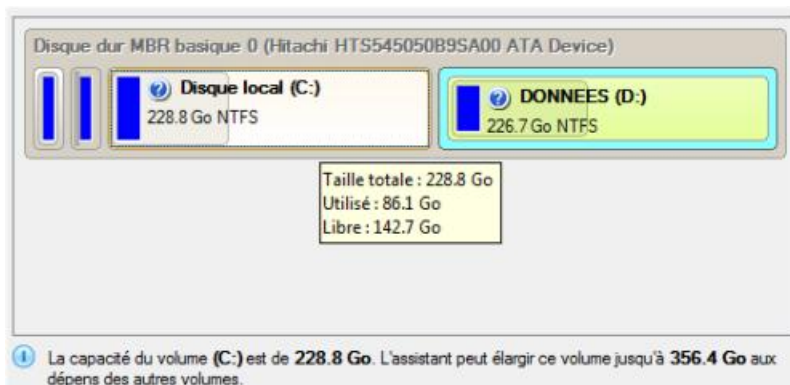 Disque dur MBR basique 0 (Hitachi HTS545050B9SA00 ATA Device)
Disque local (C:)
228.8 Go NTFS
DONNEES (D:)
226.7 Go NTFS
Taille totale : 228.8 Go
Utilisé : 86.1 Go
Libre : 142.7 Go
La capacité du volume (C:) est de 228.8 Go. L'assistant peut élargir ce volume jusqu'à 356.4 Go aux
dépens des autres volumes.